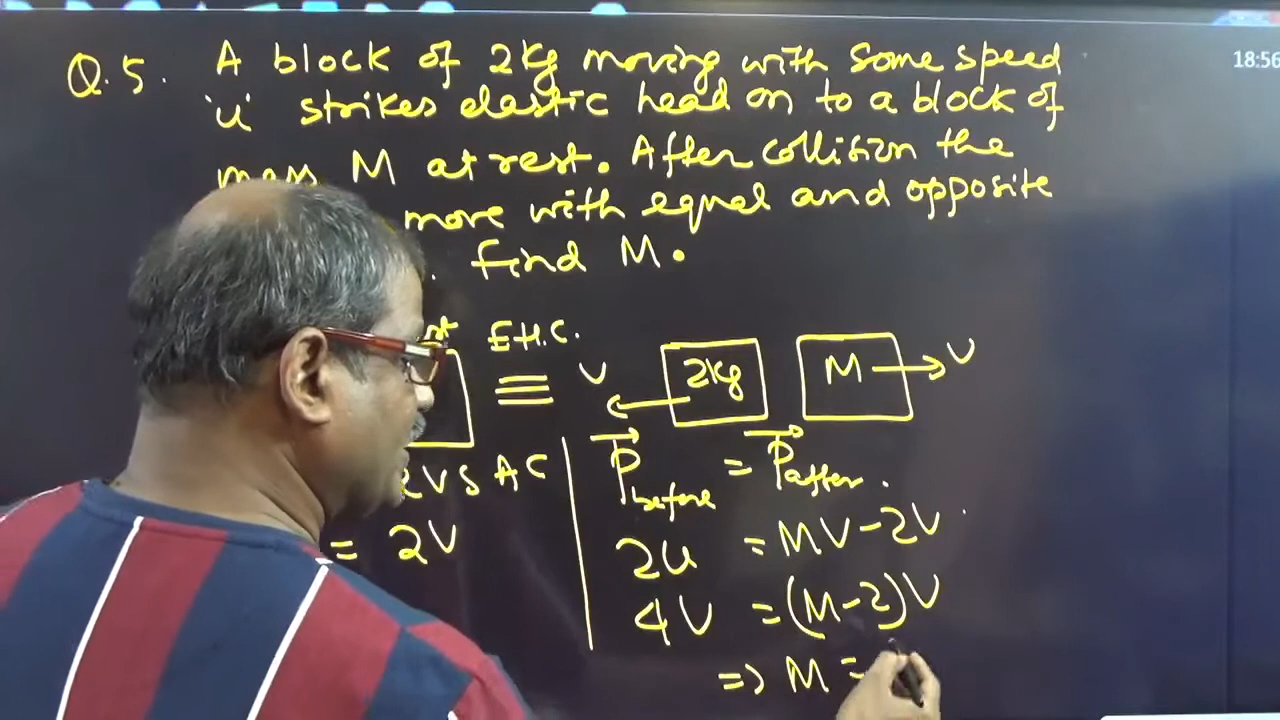 Q.5. A block of 2Kg moving with some speed
'u' strikes elastic head on to a block of
mass M at rest. After collision the
move with equal and opposite
. find M.
E.H.C.
≡ V 2Kg M → V
VS AC
P before = P after.
= 2V
2u = MV - 2V
4V = (M-2)V
=> M =
18:56